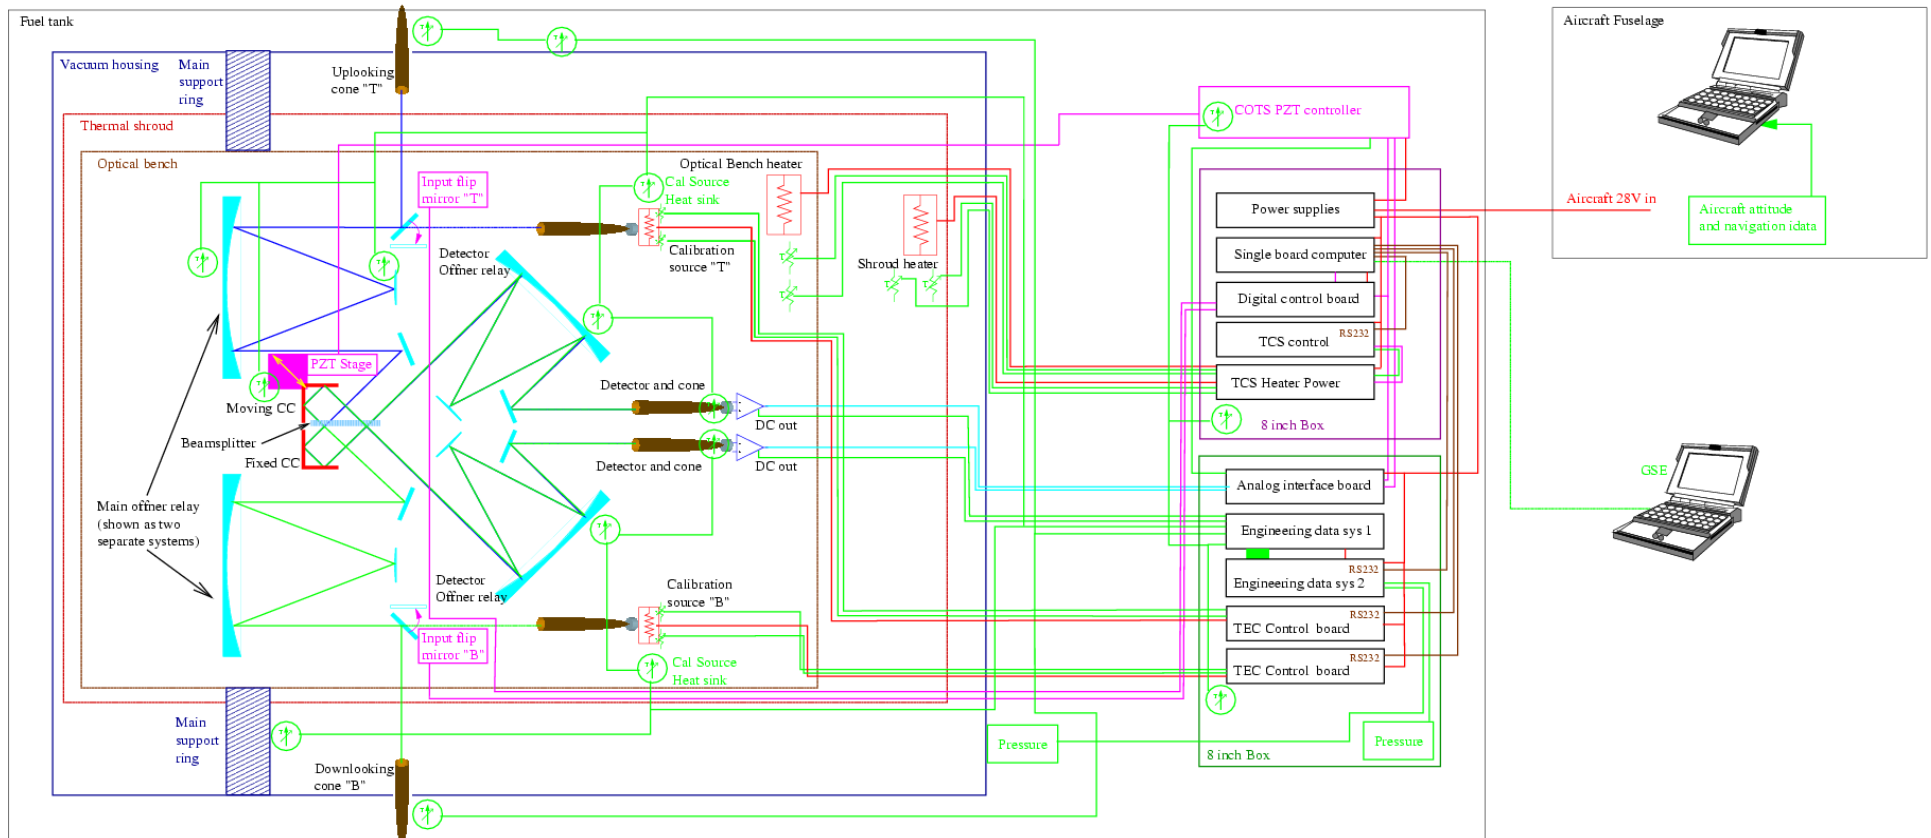 Fuel tank
Aircraft Fuselage
Vacuum housing
Main
support
ring
Uplooking
cone "T"
Thermal shroud
Optical bench
COTS PZT controller
Input flip
mirror "T"
Optical Bench heater
Cal Source
Heat sink
Detector
Offner relay
Calibration
source "T"
Shroud heater
Power supplies
Single board computer
Digital control board
RS232
TCS control
TCS Heater Power
8 inch Box
Aircraft 28V in
Aircraft attitude
and navigation idata
PZT Stage
Moving CC
Beamsplitter
Fixed CC
Detector and cone
DC out
Detector and cone
DC out
Main offner relay
(shown as two
separate systems)
Analog interface board
Engineering data sys 1
RS232
Engineering data sys 2
RS232
TEC Control board
RS232
TEC Control board
GSE
Detector
Offner relay
Calibration
source "B"
Input flip
mirror "B"
Cal Source
Heat sink
Main
support
ring
Downlooking
cone "B"
Pressure
Pressure
8 inch Box